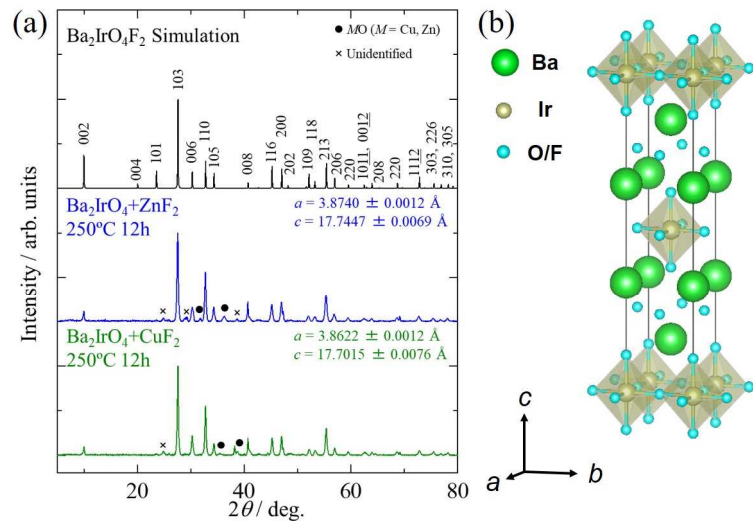 (a)
Ba₂IrO₄F₂ Simulation
● MO (M = Cu, Zn)
× Unidentified
002
004
101
103
006
110
105
008
116
200
202
109
118
213
206
220
1011, 0012
208
220
1112
303, 226
310, 305
Ba₂IrO₄+ZnF₂
250ºC 12h
a = 3.8740 ± 0.0012 Å
c = 17.7447 ± 0.0069 Å
Ba₂IrO₄+CuF₂
250ºC 12h
a = 3.8622 ± 0.0012 Å
c = 17.7015 ± 0.0076 Å
Intensity / arb. units
20 40 60 80
2θ / deg.
(b)
Ba
Ir
O/F
c
a
b